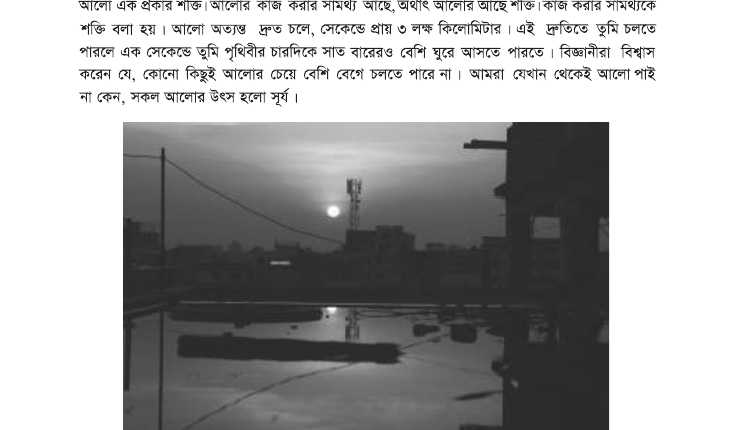 আলো এক প্রকার শক্তি। আলোর কাজ করার সামর্থ্য আছে, অর্থাৎ আলোর আছে শক্তি। কাজ করার সামর্থ্যকে
শক্তি বলা হয়। আলো অত্যন্ত দ্রুত চলে, সেকেন্ডে প্রায় ৩ লক্ষ কিলোমিটার। এই দ্রুতিতে তুমি চলতে
পারলে এক সেকেন্ডে তুমি পৃথিবীর চারদিকে সাত বারেরও বেশি ঘুরে আসতে পারতে। বিজ্ঞানীরা বিশ্বাস
করেন যে, কোনো কিছুই আলোর চেয়ে বেশি বেগে চলতে পারে না। আমরা যেখান থেকেই আলো পাই
না কেন, সকল আলোর উৎস হলো সূর্য।